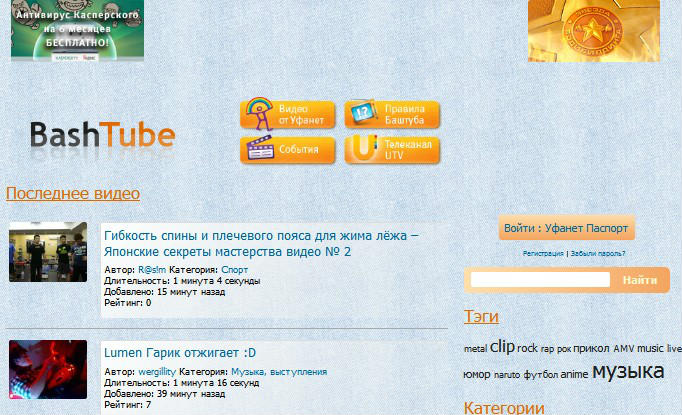 Антивирус Касперского
на 6 месяцев
БЕСПЛАТНО!
BashTube
Видео
от Уфанет
Правила
Баштуба
События
Телеканал
UTV
Последнее видео
Гибкость спины и плечевого пояса для жима лёжа –
Японские секреты мастерства видео № 2
Автор: R@s!m Категория: Спорт
Длительность: 1 минута 4 секунды
Добавлено: 15 минут назад
Рейтинг: 0
Lumen Гарик отжигает :D
Автор: wergillity Категория: Музыка, выступления
Длительность: 1 минута 16 секунд
Добавлено: 39 минут назад
Рейтинг: 7
Войти : Уфанет Паспорт
Регистрация | Забыли пароль?
Найти
Тэги
metal clip rock rap рок прикол AMV music live
юмор naruto футбол anime музыка
Категории